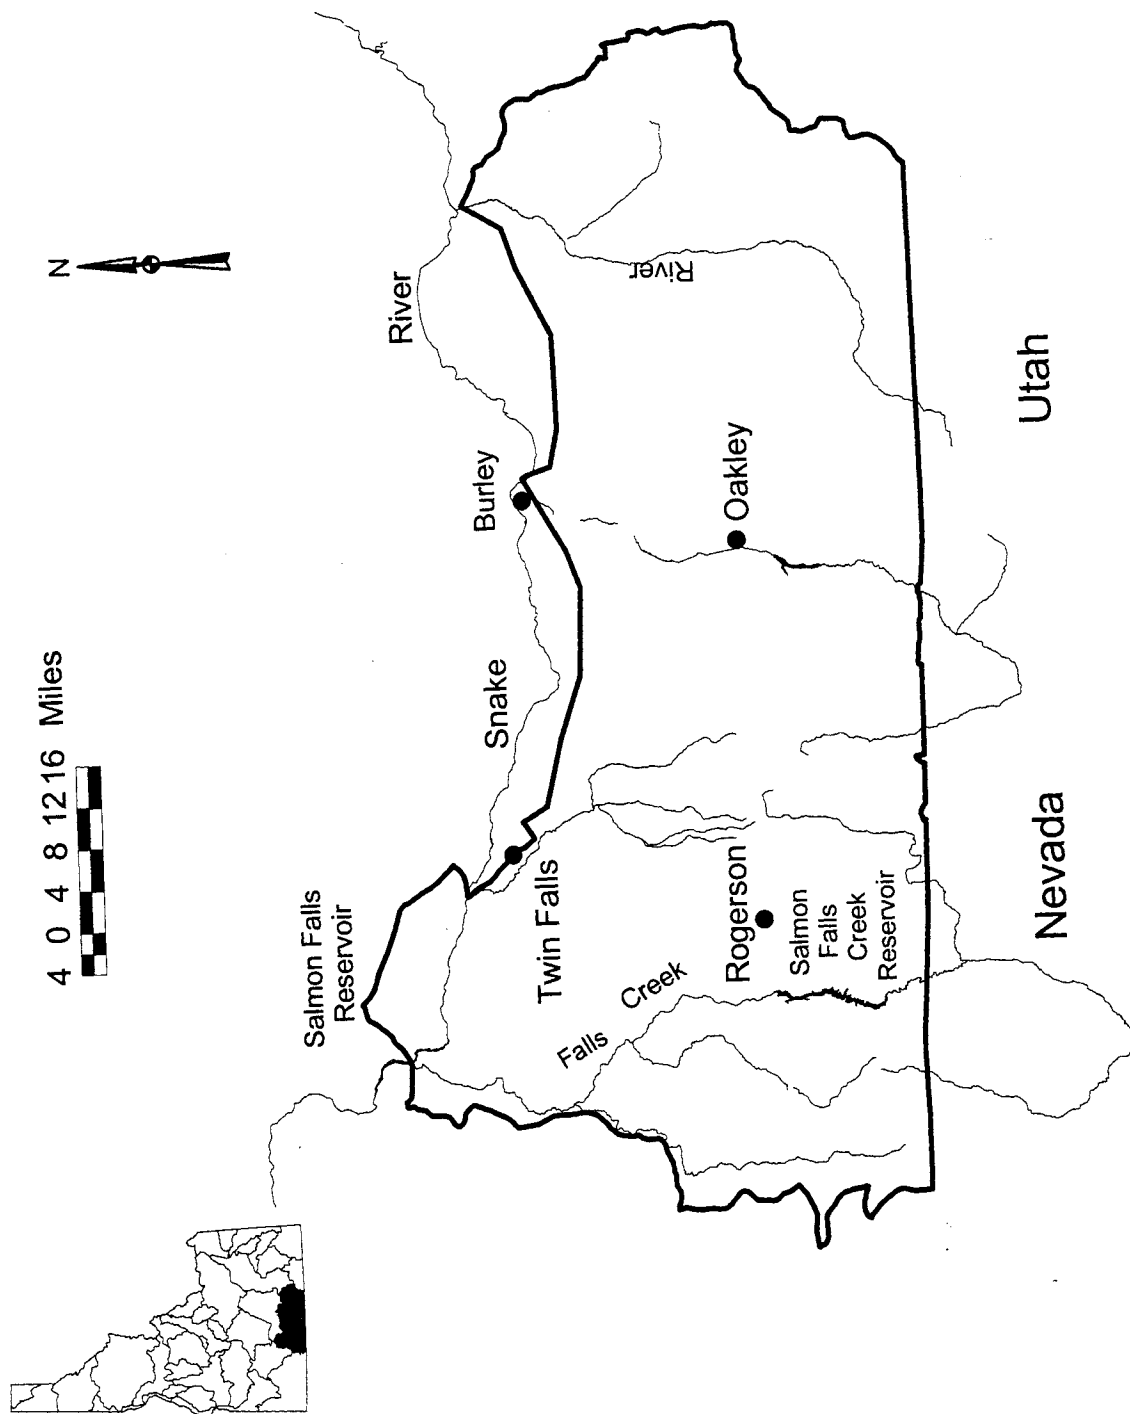 N
4 0 4 8 12 16 Miles
Salmon Falls
Reservoir
Snake
River
Burley
Twin Falls
River
Falls
Creek
Rogerson
Oakley
Salmon
Falls
Creek
Reservoir
Nevada
Utah